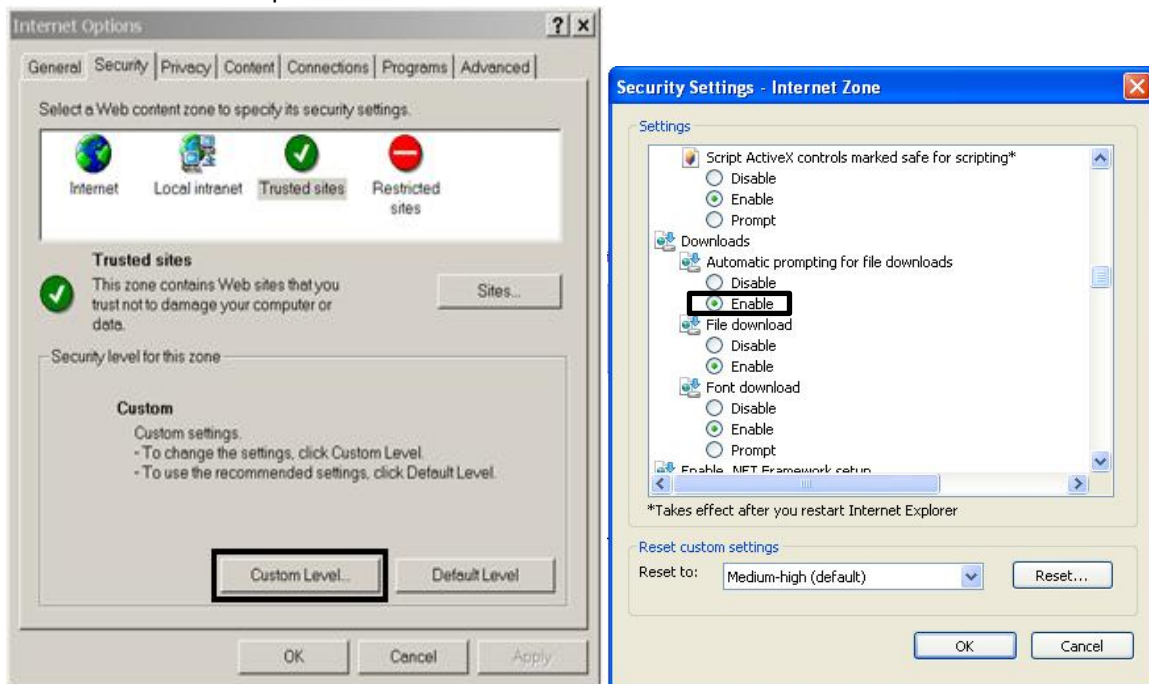 Internet Options
General Security Privacy Content Connections Programs Advanced
Select a Web content zone to specify its security settings.
Internet Local intranet Trusted sites Restricted
sites
Trusted sites
This zone contains Web sites that you
trust not to damage your computer or
data.
Sites...
Security level for this zone
Custom
Custom settings.
- To change the settings, click Custom Level.
- To use the recommended settings, click Default Level.
Custom Level... Default Level
OK Cancel Apply
Security Settings - Internet Zone
Settings
Script ActiveX controls marked safe for scripting*
Disable
Enable
Prompt
Downloads
Automatic prompting for file downloads
Disable
Enable
File download
Disable
Enable
Font download
Disable
Enable
Prompt
Enable .NET Framework setup
*Takes effect after you restart Internet Explorer
Reset custom settings
Reset to: Medium-high (default) Reset...
OK Cancel